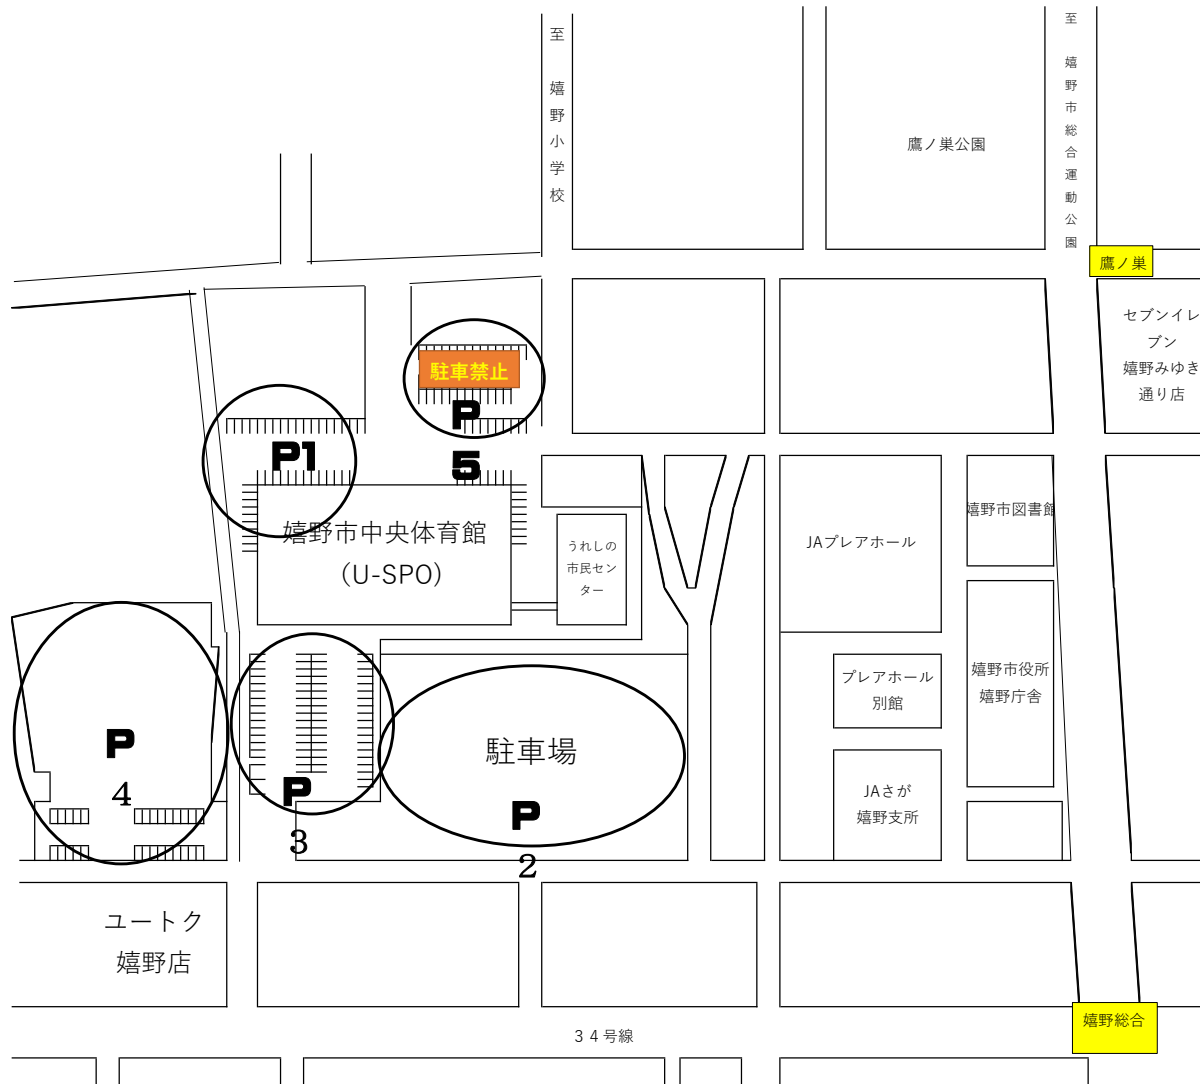 至 嬉野小学校
至 嬉野市総合運動公園
鷹ノ巣公園
鷹ノ巣
セブンイレ
ブン
嬉野みゆき
通り店
駐車禁止
P
5
P1
嬉野市中央体育館
（U-SPO）
うれしの
市民セン
ター
JAプレアホール
嬉野市図書館
プレアホール
別館
嬉野市役所
嬉野庁舎
JAさが
嬉野支所
P
4
P
3
駐車場
P
2
ユートク
嬉野店
３４号線
嬉野総合